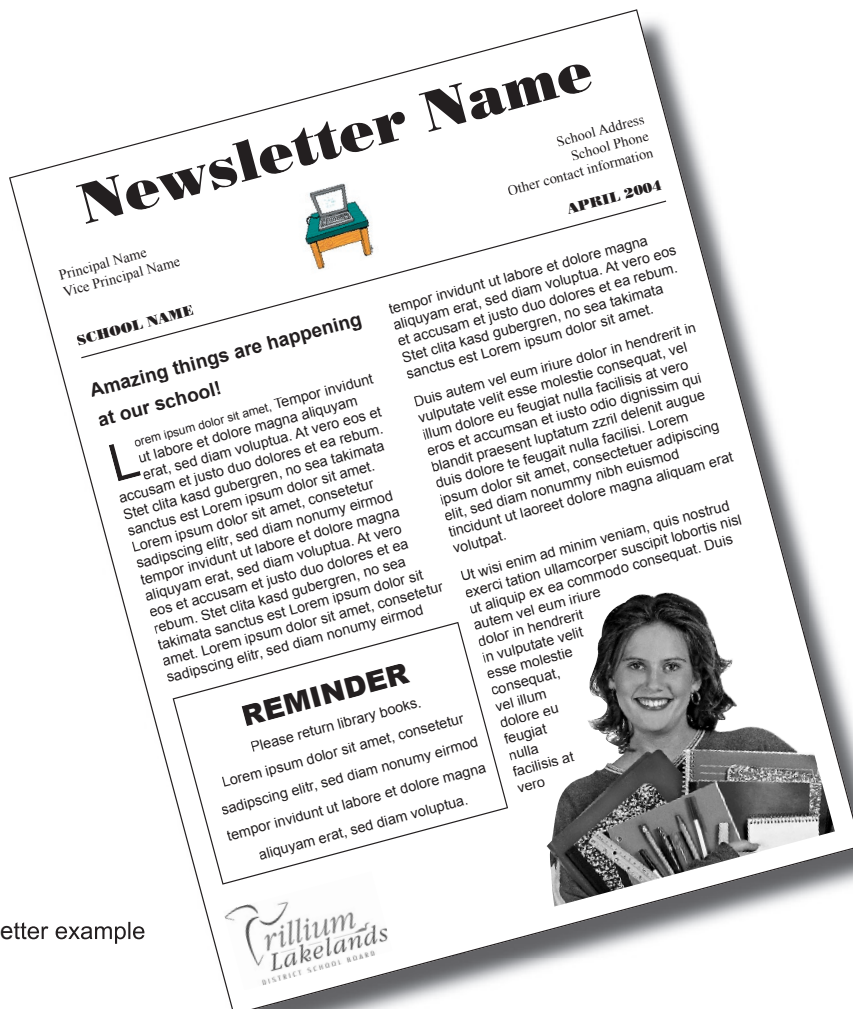 Newsletter Name
School Address
School Phone
Other contact information
APRIL 2004
Principal Name
Vice Principal Name
SCHOOL NAME
Amazing things are happening
at our school!
Lorem ipsum dolor sit amet, Tempor invidunt
ut labore et dolore magna aliquyam
erat, sed diam voluptua. At vero eos et
accusam et justo duo dolores et ea rebum.
Stet clita kasd gubergren, no sea takimata
sanctus est Lorem ipsum dolor sit amet.
Lorem ipsum dolor sit amet, consetetur
sadipscing elitr, sed diam nonumy eirmod
tempor invidunt ut labore et dolore magna
aliquyam erat, sed diam voluptua. At vero
eos et accusam et justo duo dolores et ea
rebum. Stet clita kasd gubergren, no sea
takimata sanctus est Lorem ipsum dolor sit
amet. Lorem ipsum dolor sit amet, consetetur
sadipscing elitr, sed diam nonumy eirmod
tempor invidunt ut labore et dolore magna
aliquyam erat, sed diam voluptua. At vero eos
et accusam et justo duo dolores et ea rebum.
Stet clita kasd gubergren, no sea takimata
sanctus est Lorem ipsum dolor sit amet.
Duis autem vel eum iriure dolor in hendrerit in
vulputate velit esse molestie consequat, vel
illum dolore eu feugiat nulla facilisis at vero
eros et accumsan et iusto odio dignissim qui
blandit praesent luptatum zzril delenit augue
duis dolore te feugait nulla facilisi. Lorem
ipsum dolor sit amet, consectetuer adipiscing
elit, sed diam nonummy nibh euismod
tincidunt ut laoreet dolore magna aliquam erat
volutpat.
Ut wisi enim ad minim veniam, quis nostrud
exerci tation ullamcorper suscipit lobortis nisl
ut aliquip ex ea commodo consequat. Duis
autem vel eum iriure
dolor in hendrerit
in vulputate velit
esse molestie
consequat,
vel illum
dolore eu
feugiat
nulla
facilisis at
vero
REMINDER
Please return library books.
Lorem ipsum dolor sit amet, consetetur
sadipscing elitr, sed diam nonumy eirmod
tempor invidunt ut labore et dolore magna
aliquyam erat, sed diam voluptua.
Trillium
Lakelands
DISTRICT SCHOOL BOARD
etter example